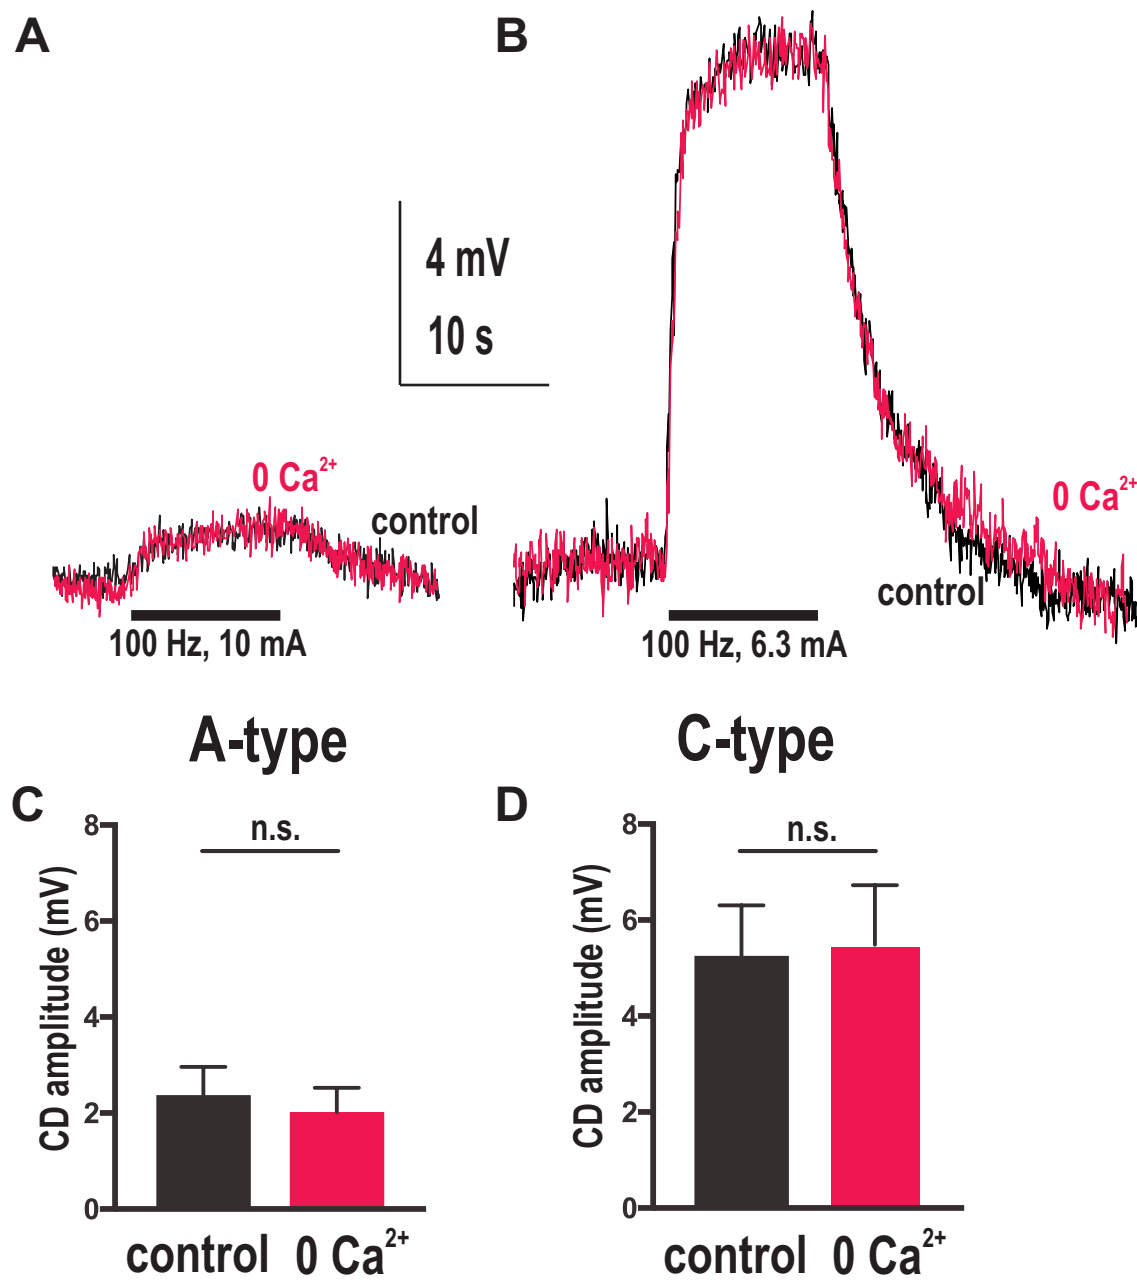 A
B
4 mV
10 s
0 Ca²⁺
control
100 Hz, 10 mA
0 Ca²⁺
control
100 Hz, 6.3 mA
A-type
C-type
C
CD amplitude (mV)
8
6
4
2
0
n.s.
control 0 Ca²⁺
D
CD amplitude (mV)
8
6
4
2
0
n.s.
control 0 Ca²⁺